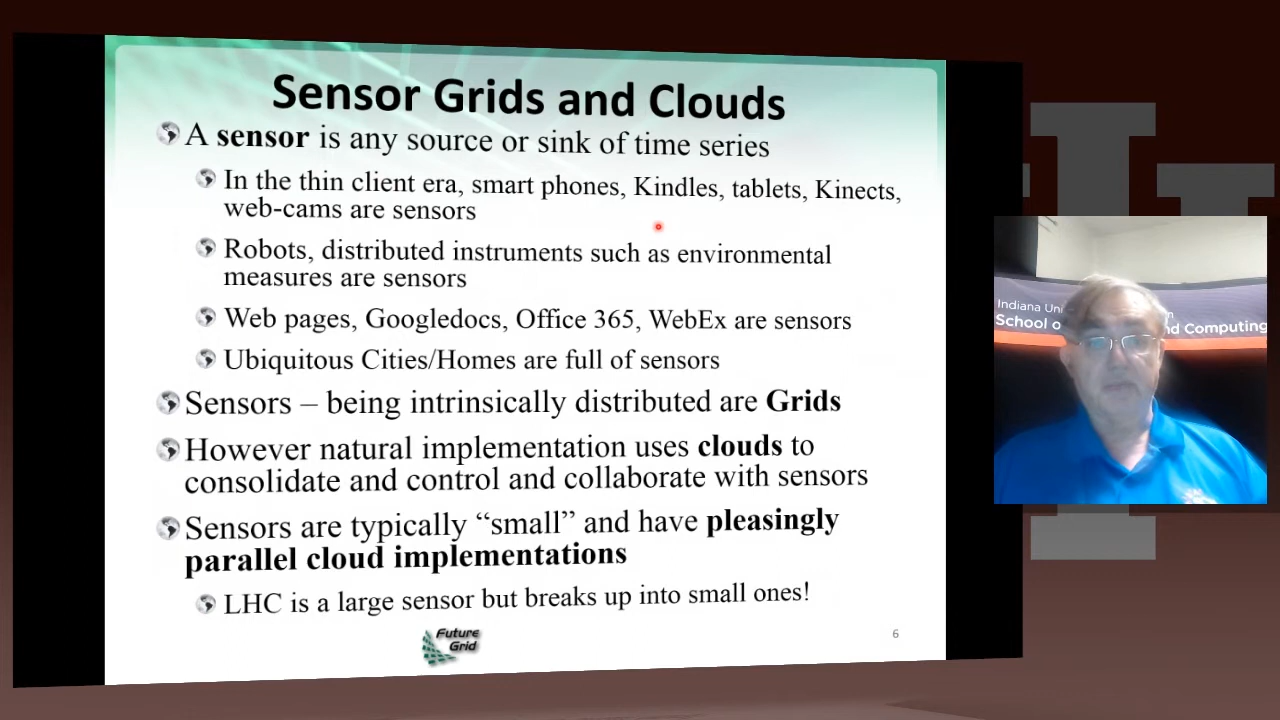 Sensor Grids and Clouds
A sensor is any source or sink of time series
In the thin client era, smart phones, Kindles, tablets, Kinects,
web-cams are sensors
Robots, distributed instruments such as environmental
measures are sensors
Web pages, Googledocs, Office 365, WebEx are sensors
Ubiquitous Cities/Homes are full of sensors
Sensors – being intrinsically distributed are Grids
However natural implementation uses clouds to
consolidate and control and collaborate with sensors
Sensors are typically “small” and have pleasingly
parallel cloud implementations
LHC is a large sensor but breaks up into small ones!
Future
Grid
6
Indiana
School
Computing